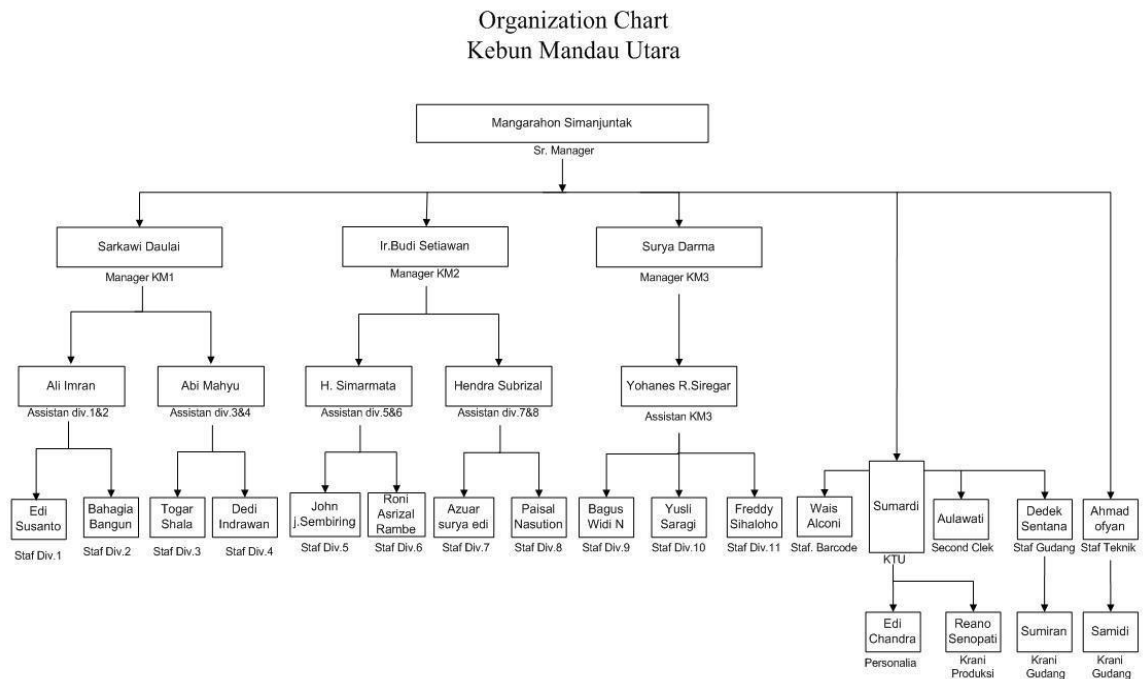 Organization Chart
Kebun Mandau Utara
Mangarahon Simanjuntak
Sr. Manager
Sarkawi Daulai
Manager KM1
Ir.Budi Setiawan
Manager KM2
Surya Darma
Manager KM3
Ali Imran
Assistan div.1&2
Abi Mahyu
Assistan div.3&4
H. Simarmata
Assistan div.5&6
Hendra Subrizal
Assistan div.7&8
Yohanes R.Siregar
Assistan KM3
Edi
Susanto
Staf Div.1
Bahagia
Bangun
Staf Div.2
Togar
Shala
Staf Div.3
Dedi
Indrawan
Staf Div.4
John
j.Sembiring
Staf Div.5
Roni
Asrizal
Rambe
Staf Div.6
Azuar
surya edi
Staf Div.7
Paisal
Nasution
Staf Div.8
Bagus
Widi N
Staf Div.9
Yusli
Saragi
Staf Div.10
Freddy
Sihaloho
Staf Div.11
Wais
Alconi
Staf. Barcode
Sumardi
KTU
Aulawati
Second Clek
Dedek
Sentana
Staf Gudang
Ahmad
ofyan
Staf Teknik
Edi
Chandra
Personalia
Reano
Senopati
Krani
Produksi
Sumiran
Krani
Gudang
Samidi
Krani
Gudang